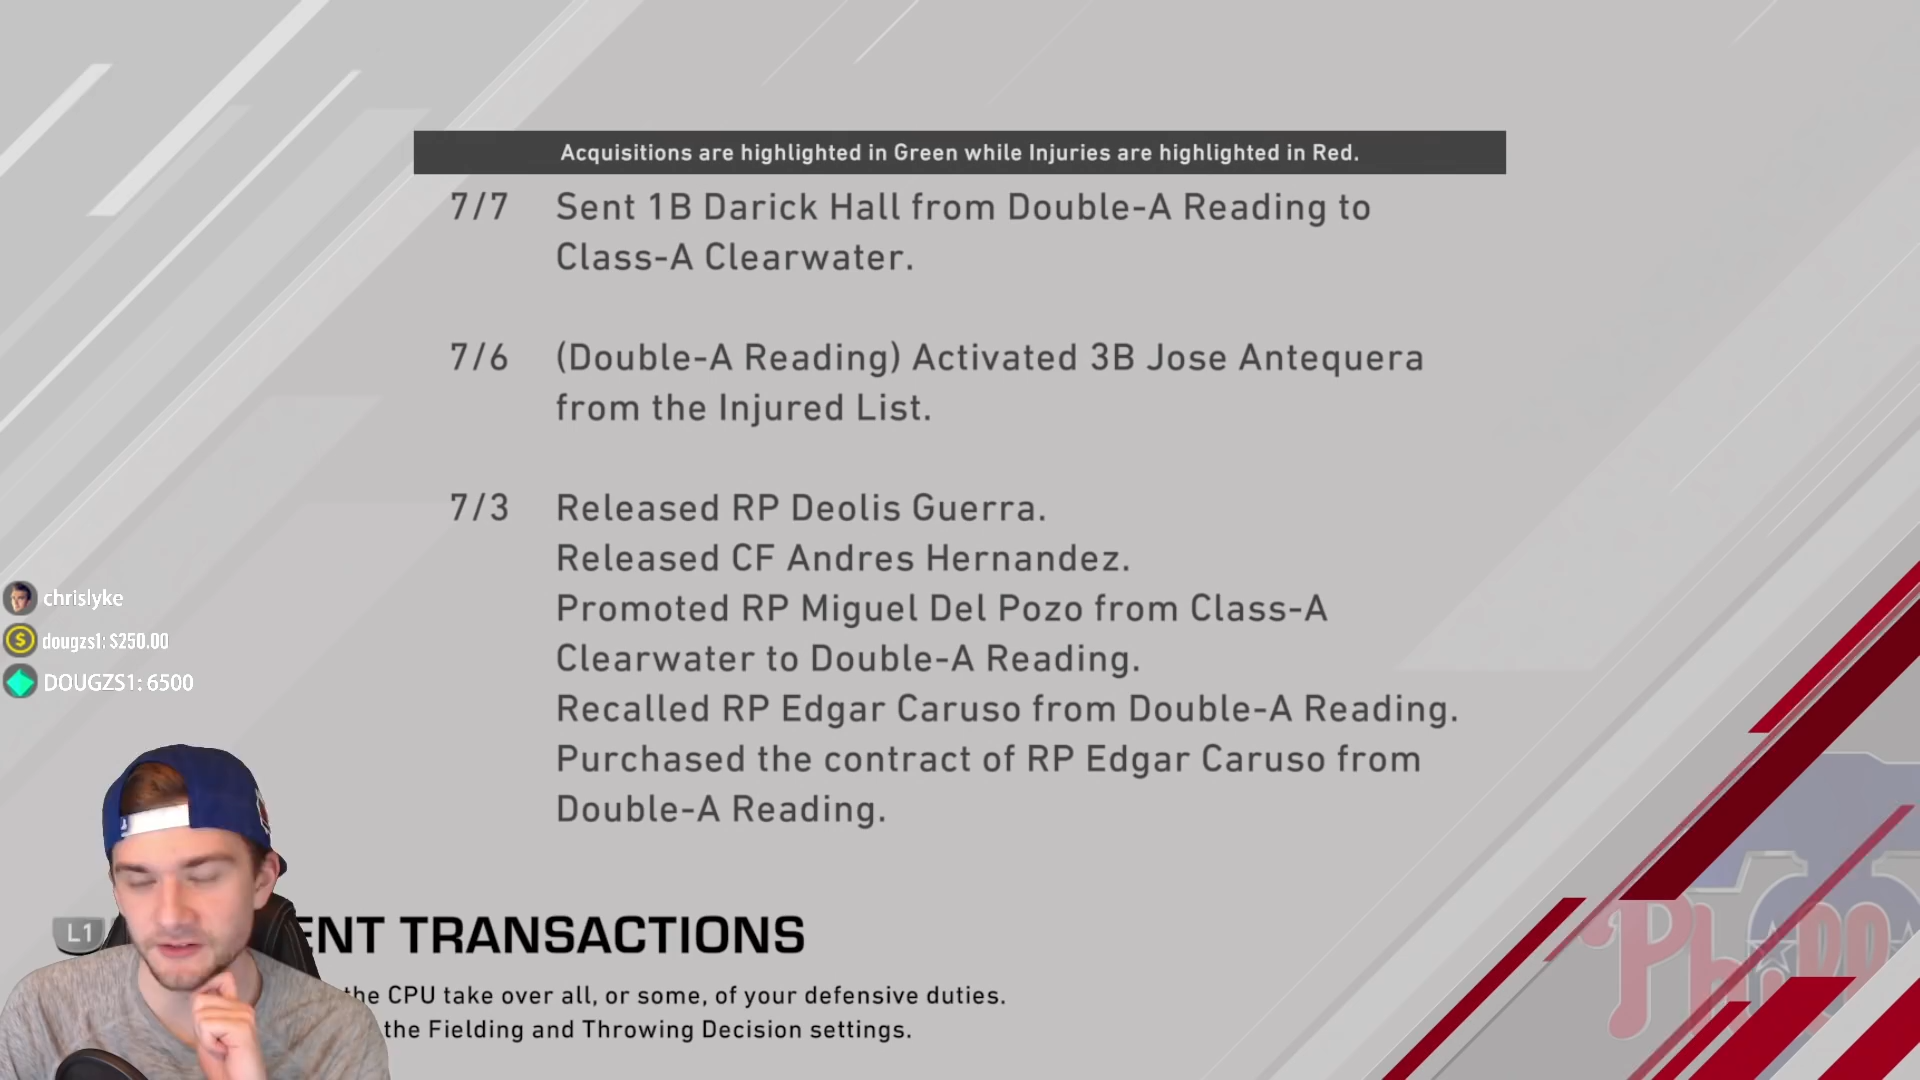 Acquisitions are highlighted in Green while Injuries are highlighted in Red.
7/7 Sent 1B Darick Hall from Double-A Reading to
Class-A Clearwater.
7/6 (Double-A Reading) Activated 3B Jose Antequera
from the Injured List.
7/3 Released RP Deolis Guerra.
Released CF Andres Hernandez.
Promoted RP Miguel Del Pozo from Class-A
Clearwater to Double-A Reading.
Recalled RP Edgar Caruso from Double-A Reading.
Purchased the contract of RP Edgar Caruso from
Double-A Reading.
chrislyke
dougzs1: $250.00
DOUGZS1: 6500
L1
ENT TRANSACTIONS
the CPU take over all, or some, of your defensive duties.
the Fielding and Throwing Decision settings.